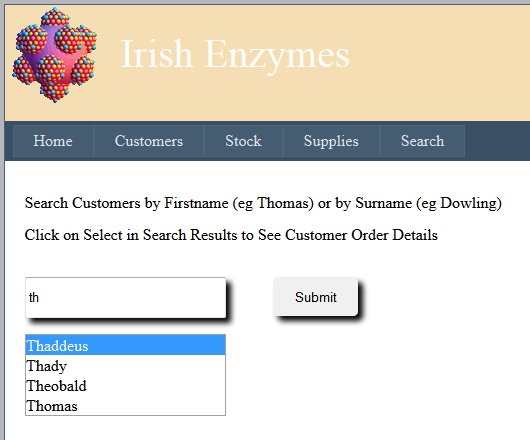 Irish Enzymes
Home Customers Stock Supplies Search
Search Customers by Firstname (eg Thomas) or by Surname (eg Dowling)
Click on Select in Search Results to See Customer Order Details
th Submit
Thaddeus
Thady
Theobald
Thomas